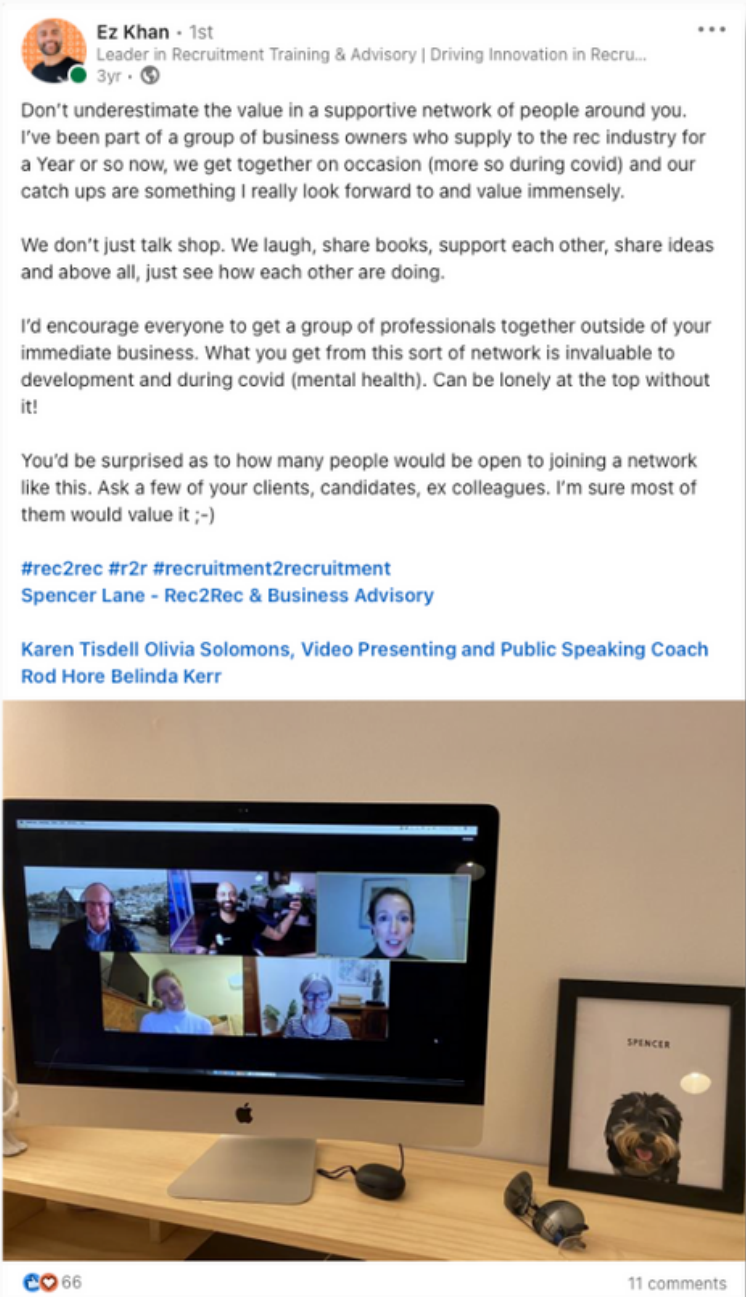 Ez Khan • 1st
Leader in Recruitment Training & Advisory | Driving Innovation in Recru...
3yr •
Don't underestimate the value in a supportive network of people around you.
I've been part of a group of business owners who supply to the rec industry for
a Year or so now, we get together on occasion (more so during covid) and our
catch ups are something I really look forward to and value immensely.
We don't just talk shop. We laugh, share books, support each other, share ideas
and above all, just see how each other are doing.
I'd encourage everyone to get a group of professionals together outside of your
immediate business. What you get from this sort of network is invaluable to
development and during covid (mental health). Can be lonely at the top without
it!
You'd be surprised as to how many people would be open to joining a network
like this. Ask a few of your clients, candidates, ex colleagues. I'm sure most of
them would value it ;-)
#rec2rec #r2r #recruitment2recruitment
Spencer Lane - Rec2Rec & Business Advisory
Karen Tisdell Olivia Solomons, Video Presenting and Public Speaking Coach
Rod Hore Belinda Kerr
SPENCER
66
11 comments